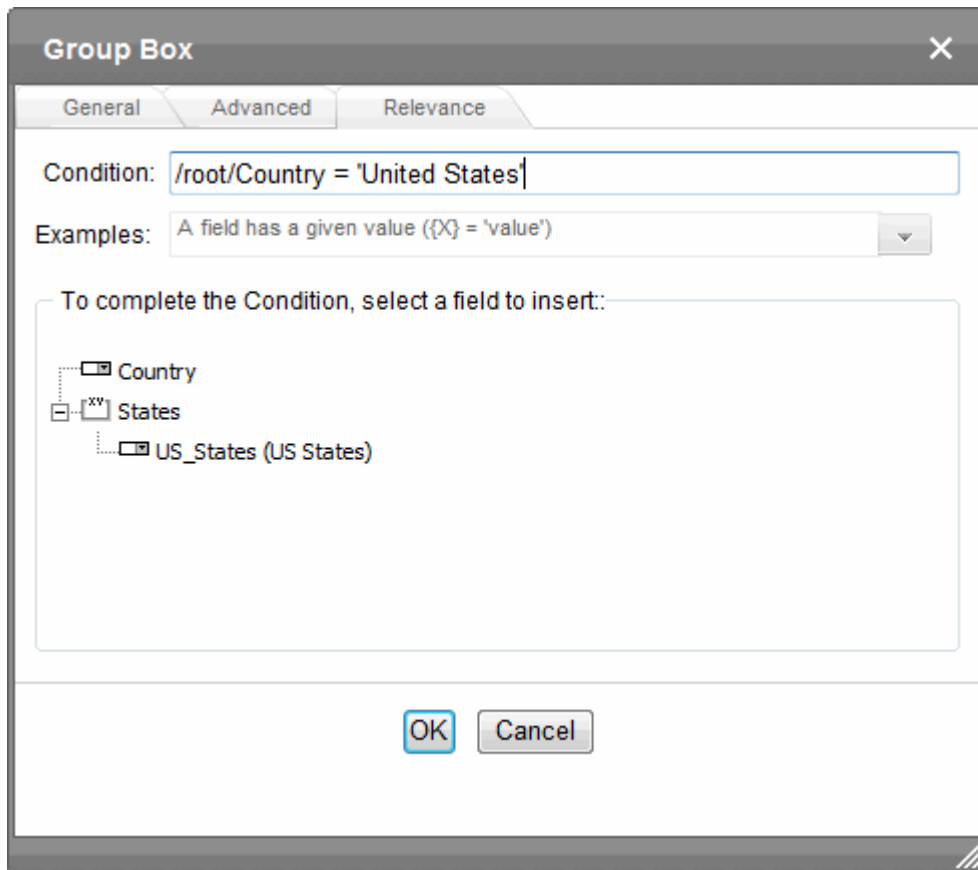 Group Box
General Advanced Relevance
Condition: /root/Country = 'United States'
Examples: A field has a given value ({X} = 'value')
To complete the Condition, select a field to insert::
Country
XY States
US_States (US States)
OK Cancel